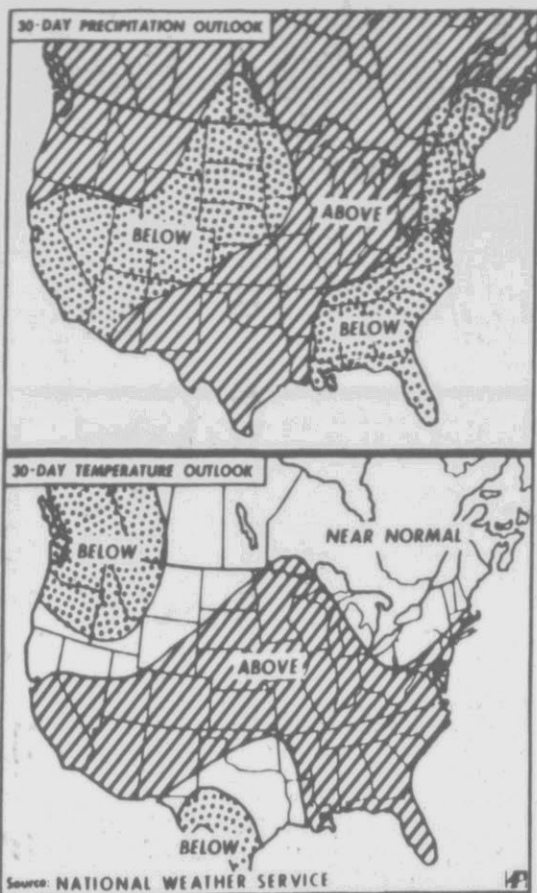 30-DAY PRECIPITATION OUTLOOK
ABOVE
BELOW
BELOW
30-DAY TEMPERATURE OUTLOOK
BELOW
NEAR NORMAL
ABOVE
BELOW
Source: NATIONAL WEATHER SERVICE
AP